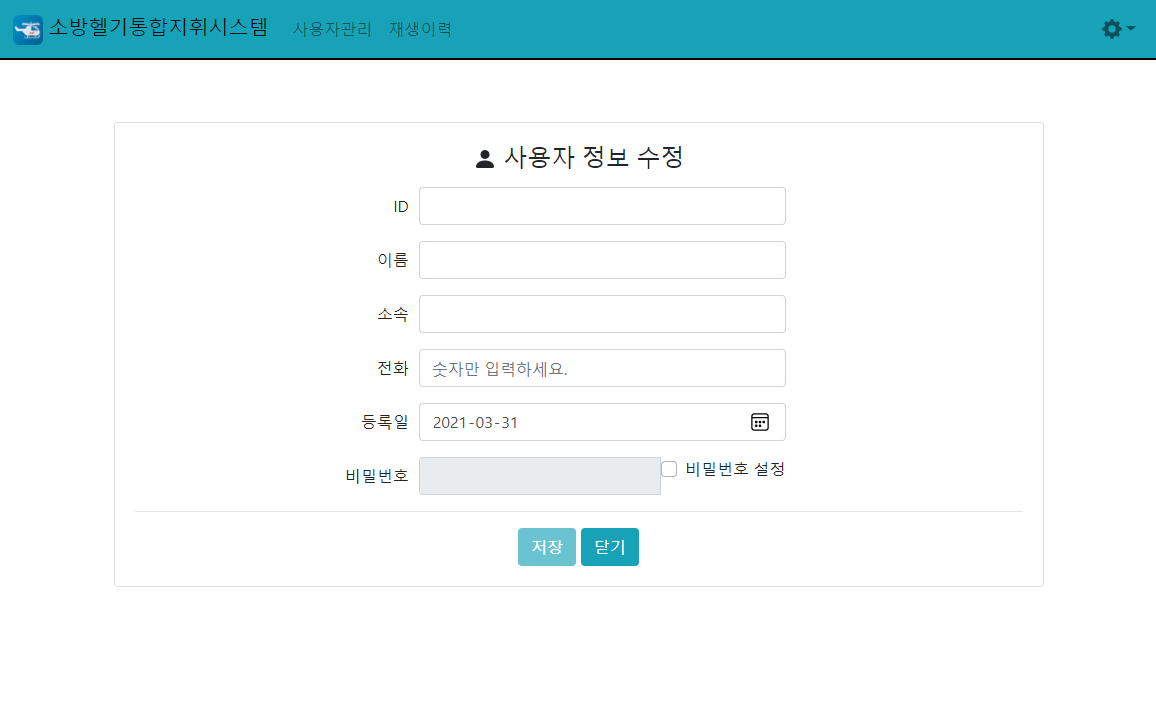 소방헬기통합지휘시스템 사용자관리 재생이력
사용자 정보 수정
ID
이름
소속
전화 숫자만 입력하세요.
등록일 2021-03-31
비밀번호 비밀번호 설정
저장 닫기